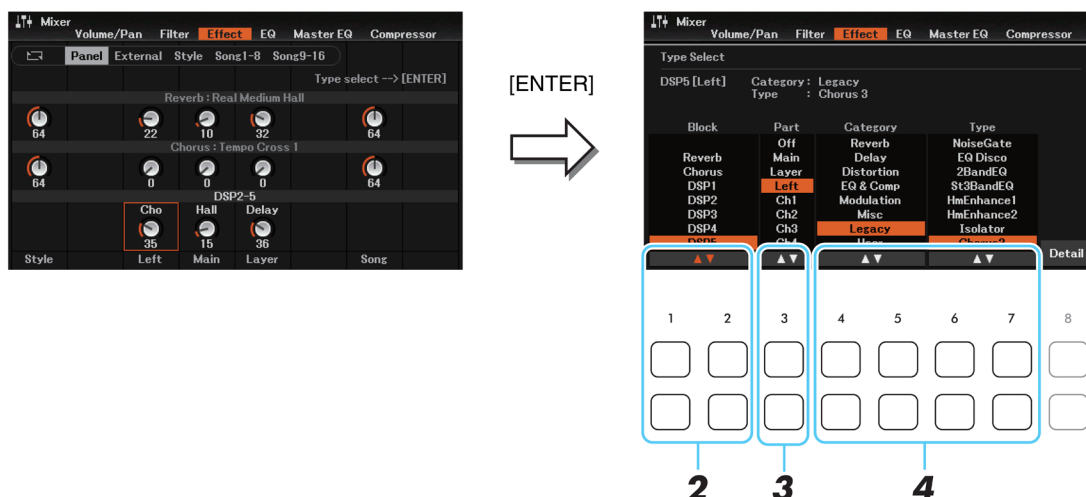 Mixer
Volume/Pan Filter Effect EQ Master EQ Compressor
Panel External Style Song1-8 Song9-16
Type select --> [ENTER]
Reverb : Real Medium Hall
64 22 10 32 64
Chorus : Tempo Cross 1
64 0 0 0 64
DSP2-5
Cho Hall Delay
35 15 36
Style Left Main Layer Song
[ENTER]
Mixer
Volume/Pan Filter Effect EQ Master EQ Compressor
Type Select
DSP5 [Left] Category : Legacy
Type : Chorus 3
Block Part Category Type
Off Reverb NoiseGate
Reverb Main Delay EQ Disco
Chorus Layer Distortion 2BandEQ
DSP1 Left EQ & Comp St3BandEQ
DSP2 Ch1 Modulation HmEnhance1
DSP3 Ch2 Misc HmEnhance2
DSP4 Ch3 Legacy Isolator
DSP5 Ch4 User
Detail
1 2 3 4 5 6 7 8
2 3 4